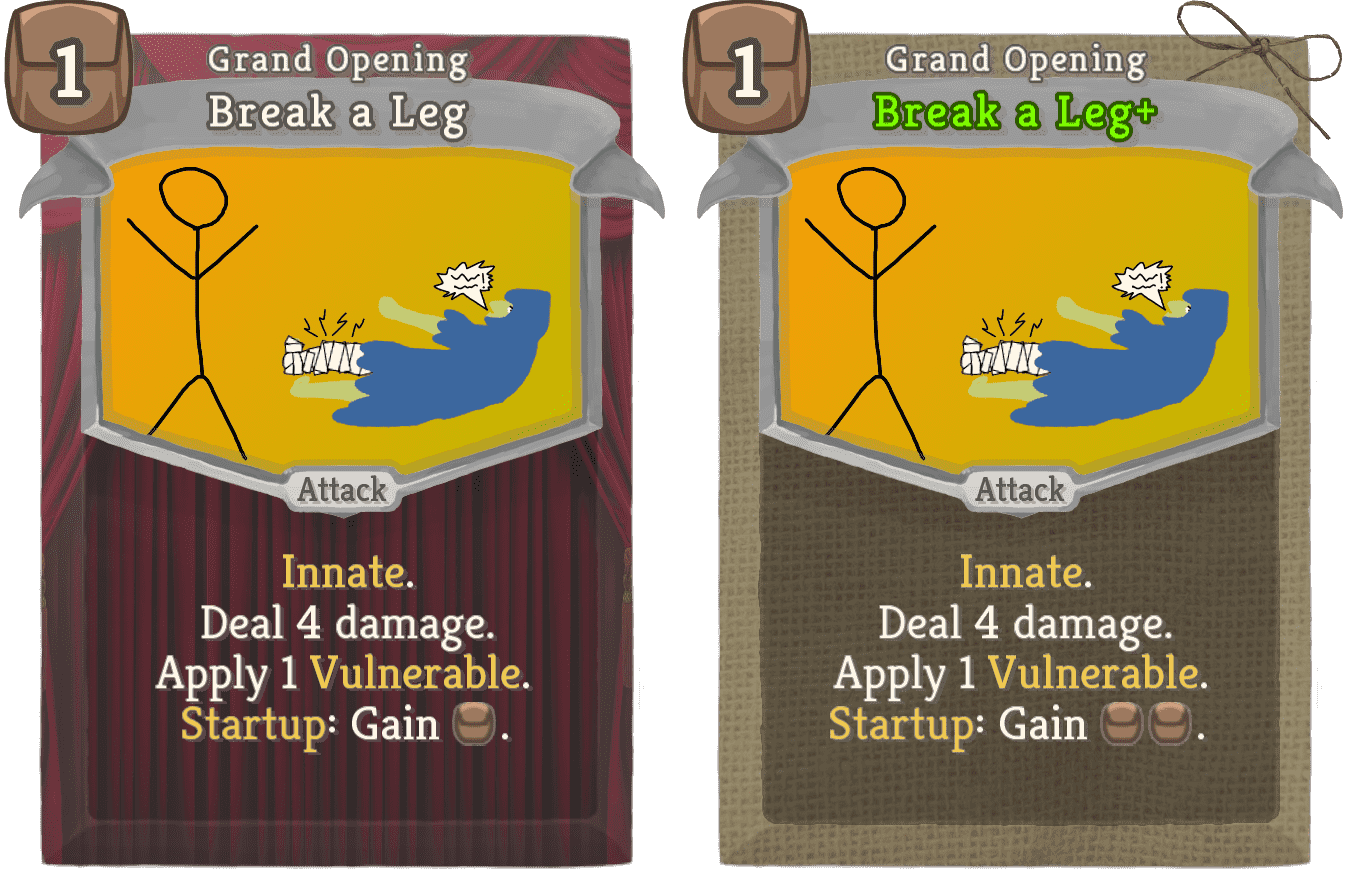 1
Grand Opening
Break a Leg
Attack
Innate.
Deal 4 damage.
Apply 1 Vulnerable.
Startup: Gain .
1
Grand Opening
Break a Leg+
Attack
Innate.
Deal 4 damage.
Apply 1 Vulnerable.
Startup: Gain .